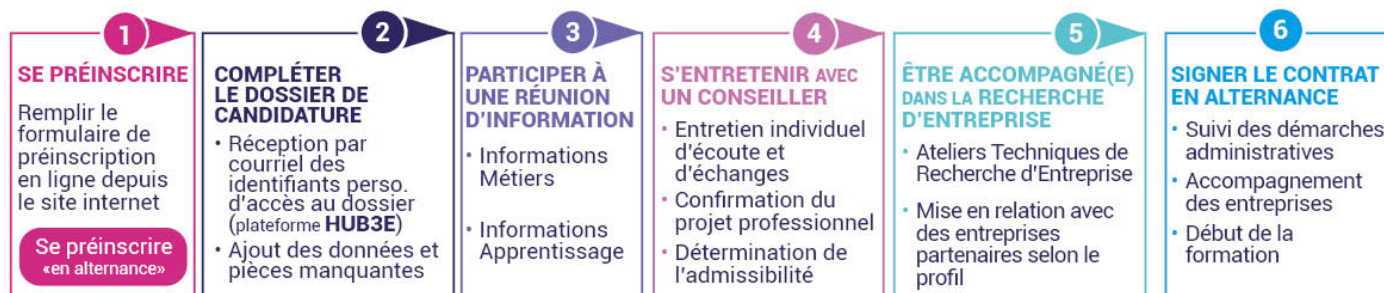 1
SE PRÉINSCRIRE
Remplir le
formulaire de
préinscription
en ligne depuis
le site internet
Se préinscrire
«en alternance»
2
COMPLÉTER
LE DOSSIER DE
CANDIDATURE
• Réception par
courriel des
identifiants perso.
d'accès au dossier
(plateforme HUB3E)
• Ajout des données et
pièces manquantes
3
PARTICIPER À
UNE RÉUNION
D'INFORMATION
• Informations
Métiers
• Informations
Apprentissage
4
S'ENTRETENIR AVEC
UN CONSEILLER
• Entretien individuel
d'écoute et
d'échanges
• Confirmation du
projet professionnel
• Détermination de
l'admissibilité
5
ÊTRE ACCOMPAGNÉ(E)
DANS LA RECHERCHE
D'ENTREPRISE
• Ateliers Techniques de
Recherche d'Entreprise
• Mise en relation avec
des entreprises
partenaires selon le
profil
6
SIGNER LE CONTRAT
EN ALTERNANCE
• Suivi des démarches
administratives
• Accompagnement
des entreprises
• Début de la
formation